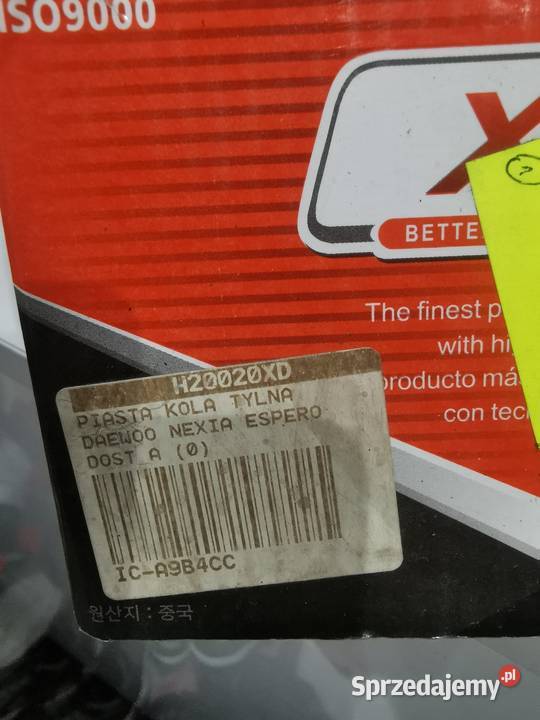 ISO9000
X
BETTE
The finest p
with hi
producto má
con tec
H20020XD
PIASTA KOLA TYLNA
DAEWOO NEXIA ESPERO
DOST A (0)
IC-A9B4CC
원산지 : 중국
Sprzedajemy.pl